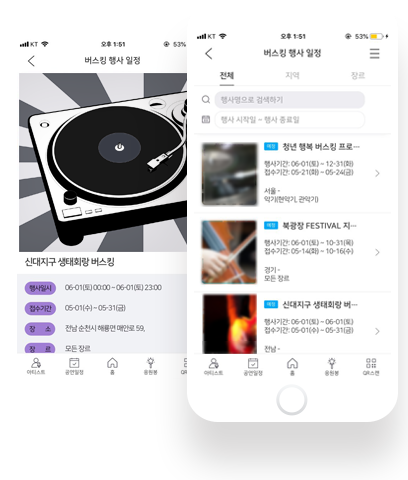 KT
오후 1:51
53%
버스킹 행사 일정
신대지구 생태회랑 버스킹
행사일시 06-01(토) 00:00 ~ 06-01(토) 23:00
접수기간 05-01(수) ~ 05-31(금)
장 소 전남 순천시 해룡면 매안로 59,
장 르 모든 장르
아티스트
공연일정
홈
응원봉
KT
오후 1:51
53%
버스킹 행사 일정
전체
지역
장르
행사명으로 검색하기
행사 시작일 ~ 행사 종료일
예정 청년 행복 버스킹 프로···
행사기간: 06-01(토) ~ 12-31(화)
접수기간: 05-21(화) ~ 05-24(금)
서울 -
악기(현악기, 관악기)
예정 북광장 FESTIVAL 지···
행사기간: 06-01(토) ~ 10-31(목)
접수기간: 05-14(화) ~ 10-16(수)
경기 -
모든 장르
예정 신대지구 생태회랑 버···
행사기간: 06-01(토) ~ 06-01(토)
접수기간: 05-01(수) ~ 05-31(금)
전남 -
아티스트
공연일정
홈
응원봉
QR스캔